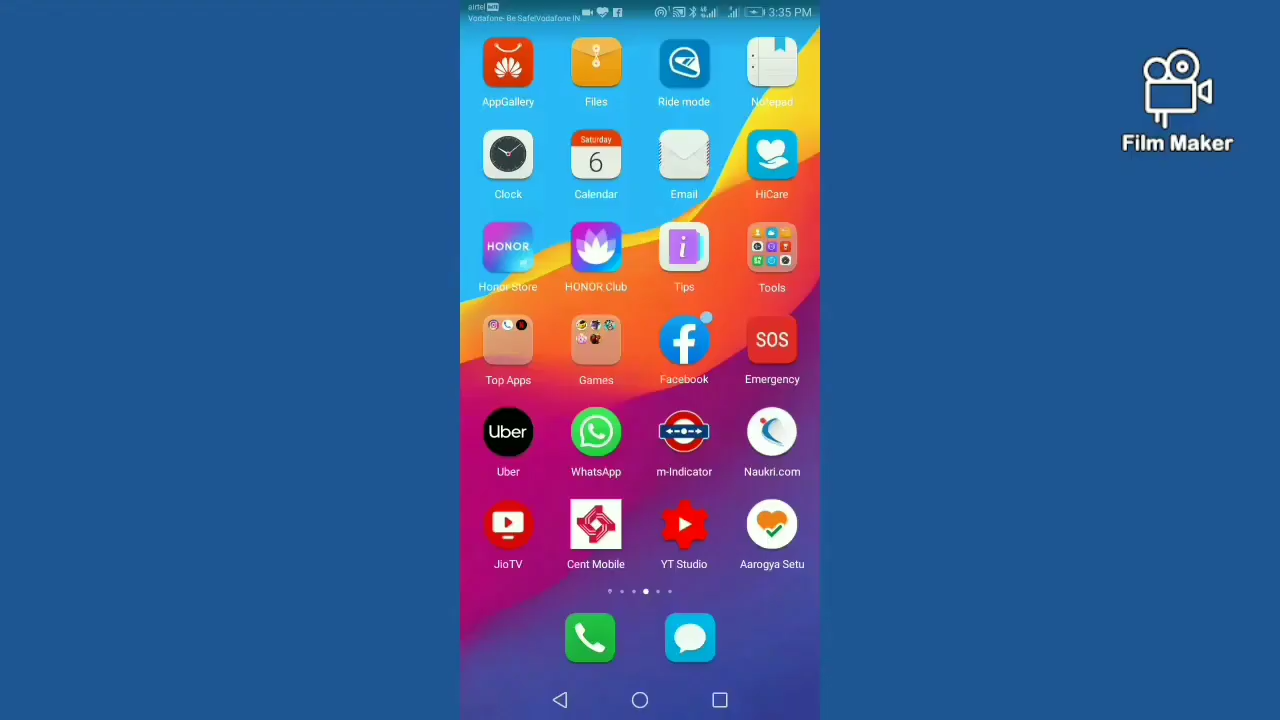 airtel
Vodafone- Be Safe!Vodafone IN
3:35 PM
Film Maker
AppGallery
Files
Ride mode
Notepad
Saturday
6
Clock
Calendar
Email
HiCare
HONOR
Honor Store
HONOR Club
Tips
Tools
SOS
Top Apps
Games
Facebook
Emergency
Uber
Uber
WhatsApp
m-Indicator
Naukri.com
JioTV
Cent Mobile
YT Studio
Aarogya Setu